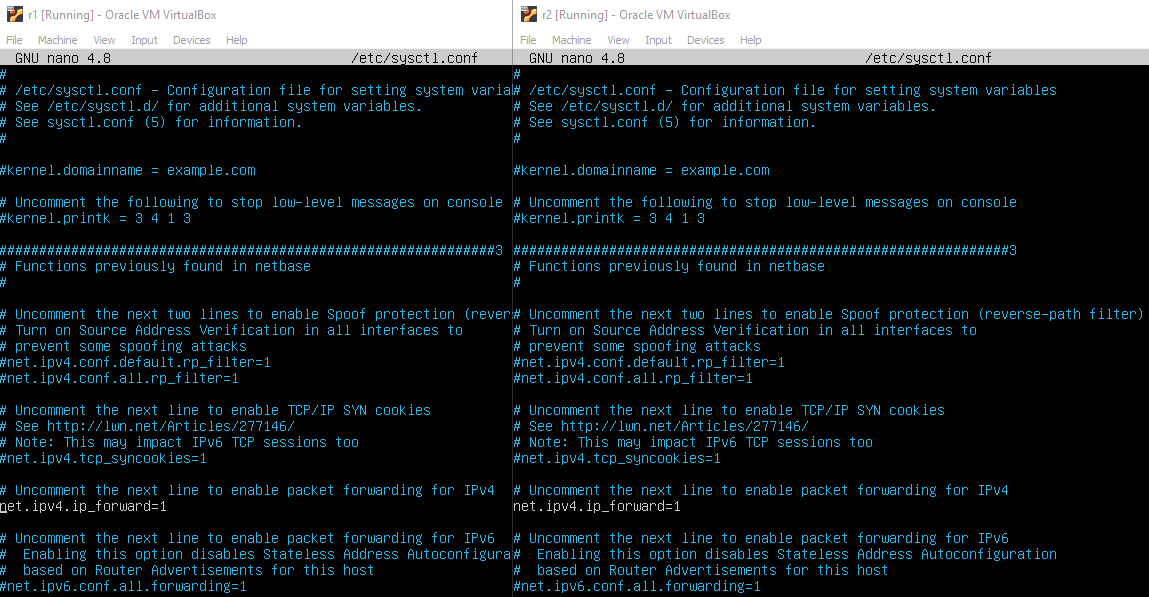 r1 [Running] - Oracle VM VirtualBox
File Machine View Input Devices Help
GNU nano 4.8 /etc/sysctl.conf
#
# /etc/sysctl.conf - Configuration file for setting system varia
# See /etc/sysctl.d/ for additional system variables.
# See sysctl.conf (5) for information.
#
#kernel.domainname = example.com
# Uncomment the following to stop low-level messages on console
#kernel.printk = 3 4 1 3
##############################################################3
# Functions previously found in netbase
#
# Uncomment the next two lines to enable Spoof protection (rever
# Turn on Source Address Verification in all interfaces to
# prevent some spoofing attacks
#net.ipv4.conf.default.rp_filter=1
#net.ipv4.conf.all.rp_filter=1
# Uncomment the next line to enable TCP/IP SYN cookies
# See http://lwn.net/Articles/277146/
# Note: This may impact IPv6 TCP sessions too
#net.ipv4.tcp_syncookies=1
# Uncomment the next line to enable packet forwarding for IPv4
net.ipv4.ip_forward=1
# Uncomment the next line to enable packet forwarding for IPv6
#  Enabling this option disables Stateless Address Autoconfigura
#  based on Router Advertisements for this host
#net.ipv6.conf.all.forwarding=1
r2 [Running] - Oracle VM VirtualBox
File Machine View Input Devices Help
GNU nano 4.8 /etc/sysctl.conf
#
# /etc/sysctl.conf - Configuration file for setting system variables
# See /etc/sysctl.d/ for additional system variables.
# See sysctl.conf (5) for information.
#
#kernel.domainname = example.com
# Uncomment the following to stop low-level messages on console
#kernel.printk = 3 4 1 3
##############################################################3
# Functions previously found in netbase
#
# Uncomment the next two lines to enable Spoof protection (reverse-path filter)
# Turn on Source Address Verification in all interfaces to
# prevent some spoofing attacks
#net.ipv4.conf.default.rp_filter=1
#net.ipv4.conf.all.rp_filter=1
# Uncomment the next line to enable TCP/IP SYN cookies
# See http://lwn.net/Articles/277146/
# Note: This may impact IPv6 TCP sessions too
#net.ipv4.tcp_syncookies=1
# Uncomment the next line to enable packet forwarding for IPv4
net.ipv4.ip_forward=1
# Uncomment the next line to enable packet forwarding for IPv6
#  Enabling this option disables Stateless Address Autoconfiguration
#  based on Router Advertisements for this host
#net.ipv6.conf.all.forwarding=1